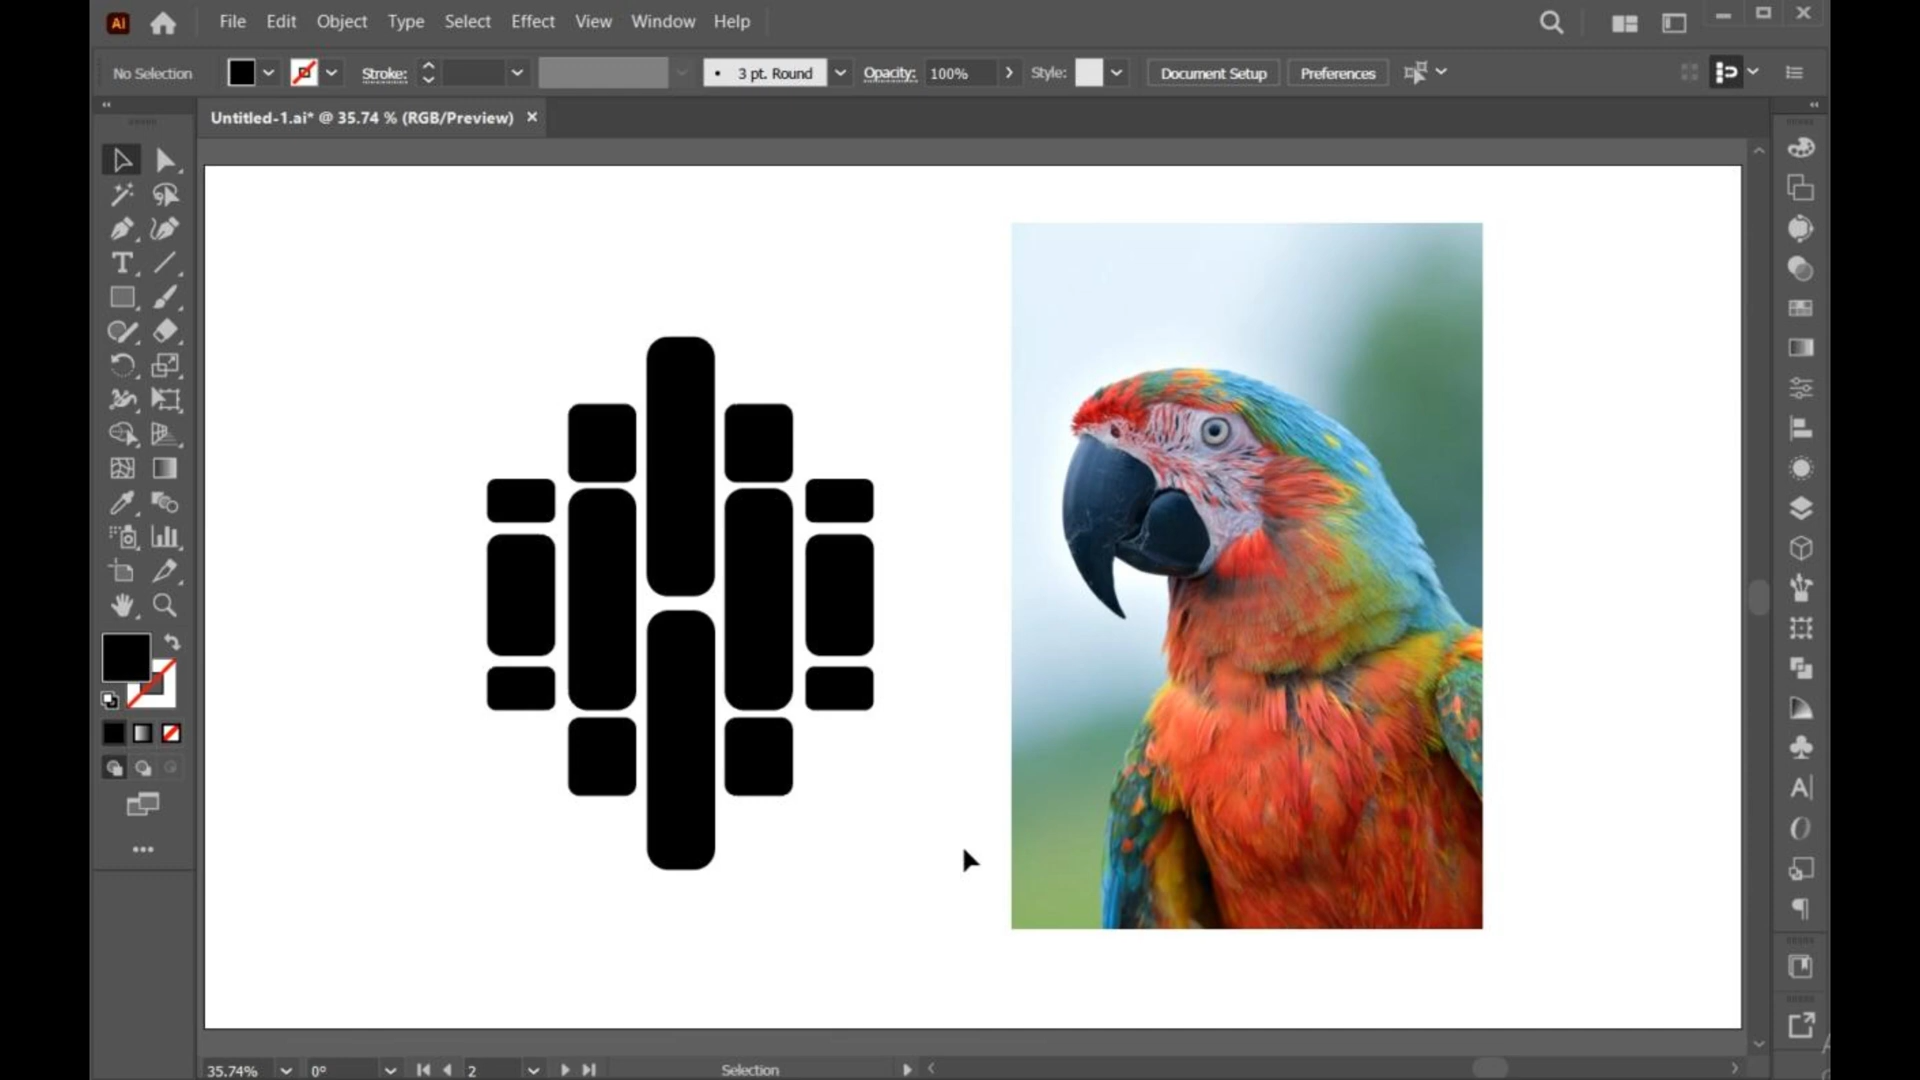 Ai File Edit Object Type Select Effect View Window Help
No Selection Stroke: 3 pt. Round Opacity: 100% Style: Document Setup Preferences
Untitled-1.ai* @ 35.74 % (RGB/Preview)
35.74% 0° 2 Selection